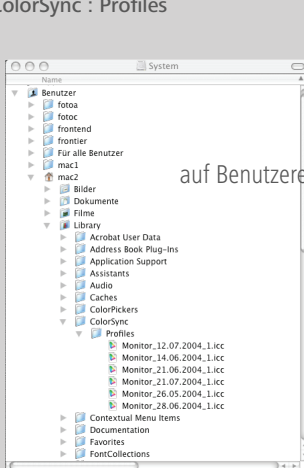 ColorSync : Profiles
System
Name
Benutzer
fotoa
fotoc
frontend
frontier
Für alle Benutzer
mac1
mac2
auf Benutzere
Bilder
Dokumente
Filme
Library
Acrobat User Data
Address Book Plug-Ins
Application Support
Assistants
Audio
Caches
ColorPickers
ColorSync
Profiles
Monitor_12.07.2004_1.icc
Monitor_14.06.2004_1.icc
Monitor_21.06.2004_1.icc
Monitor_21.07.2004_1.icc
Monitor_26.05.2004_1.icc
Monitor_28.06.2004_1.icc
Contextual Menu Items
Documentation
Favorites
FontCollections